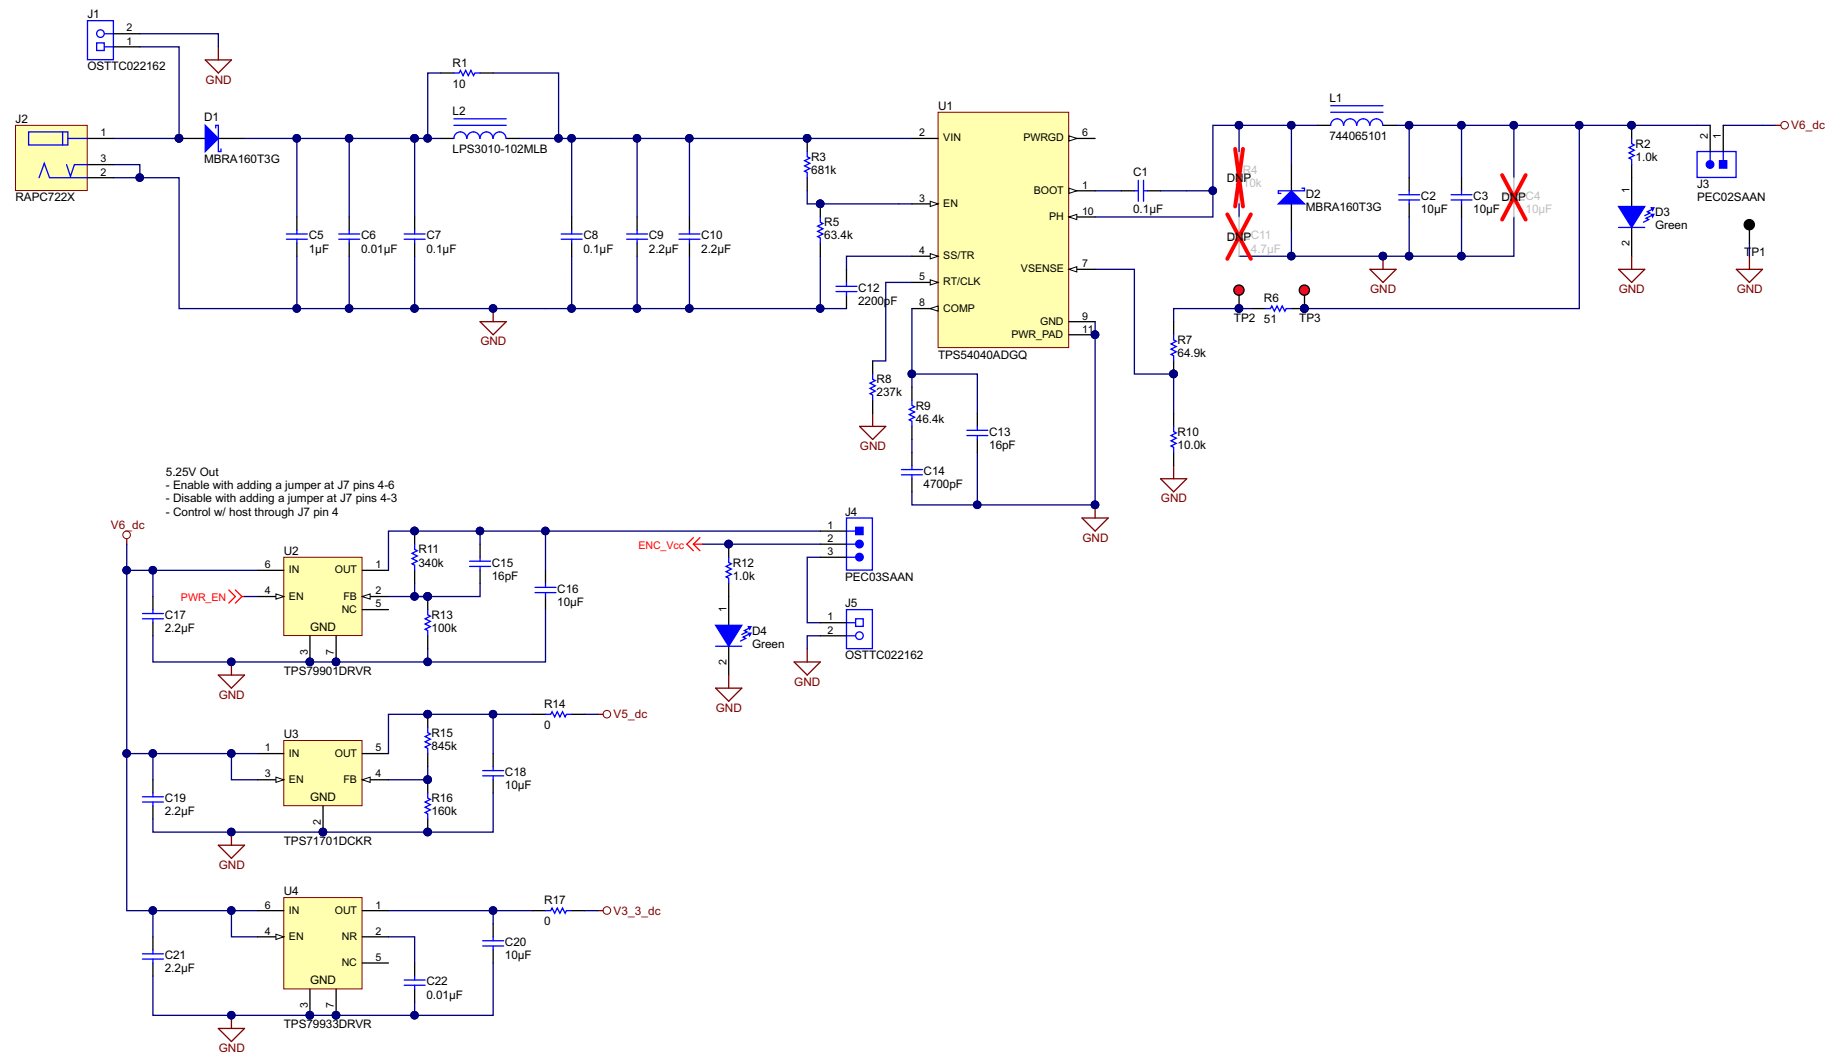 J1
2
1
OSTTC022162
GND
J2
1
3
2
RAPC722X
D1
MBRA160T3G
R1
10
L2
LPS3010-102MLB
C5
1µF
C6
0.01µF
C7
0.1µF
C8
0.1µF
C9
2.2µF
C10
2.2µF
GND
R3
681k
R5
63.4k
C12
2200pF
U1
2 VIN
3 EN
4 SS/TR
5 RT/CLK
8 COMP
PWRGD 6
BOOT 1
PH 10
VSENSE 7
GND 9
PWR_PAD 11
TPS54040ADGQ
R8
237k
GND
R9
46.4k
C14
4700pF
C13
16pF
GND
C1
0.1µF
R4
DNP
10k
C11
DNP
4.7µF
D2
MBRA160T3G
L1
744065101
C2
10µF
C3
10µF
C4
DNP
10µF
GND
R2
1.0k
1
D3
Green
2
GND
2
1
J3
PEC02SAAN
V6_dc
TP1
GND
TP2
R6
51
TP3
R7
64.9k
R10
10.0k
GND
5.25V Out
- Enable with adding a jumper at J7 pins 4-6
- Disable with adding a jumper at J7 pins 4-3
- Control w/ host through J7 pin 4
V6_dc
PWR_EN
C17
2.2µF
U2
6 IN
4 EN
OUT 1
FB 2
NC 5
GND
3
7
TPS79901DRVR
GND
R11
340k
C15
16pF
R13
100k
C16
10µF
ENC_Vcc
R12
1.0k
1
D4
Green
2
GND
J4
1
2
3
PEC03SAAN
J5
1
2
OSTTC022162
GND
C19
2.2µF
U3
1 IN
3 EN
OUT 5
FB 4
GND
2
TPS71701DCKR
GND
R15
845k
R16
160k
C18
10µF
R14
0
V5_dc
C21
2.2µF
U4
6 IN
4 EN
OUT 1
NR 2
NC 5
GND
3
7
TPS79933DRVR
GND
C22
0.01µF
C20
10µF
R17
0
V3_3_dc